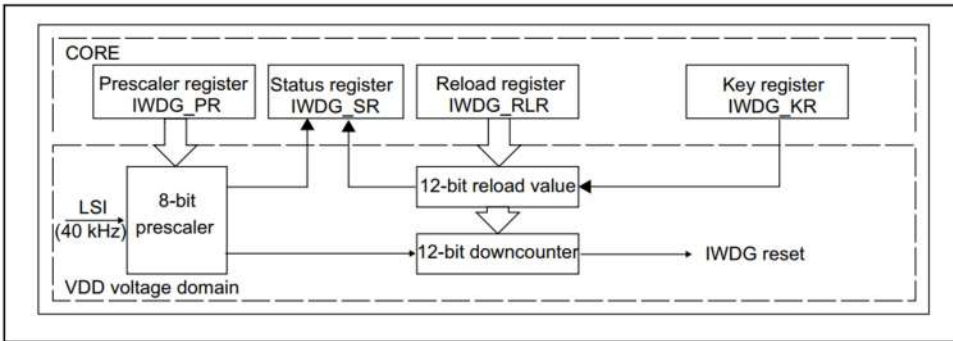 CORE
Prescaler register
IWDG_PR
Status register
IWDG_SR
Reload register
IWDG_RLR
Key register
IWDG_KR
LSI
(40 kHz)
8-bit
prescaler
12-bit reload value
12-bit downcounter
IWDG reset
VDD voltage domain